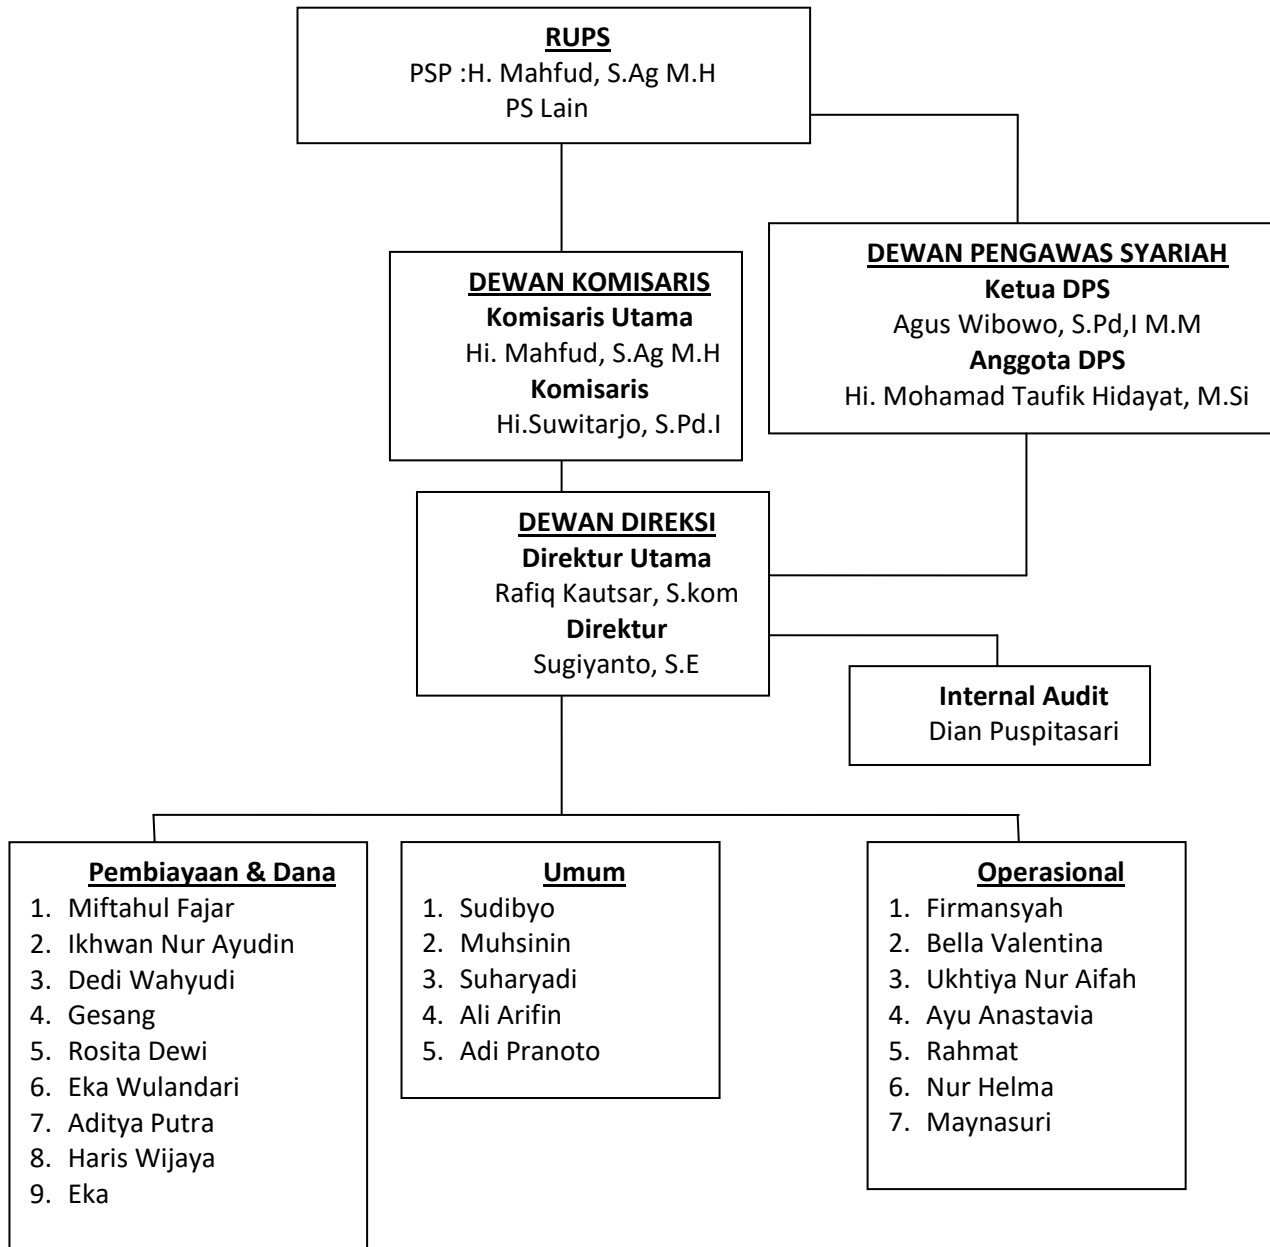 RUPS
PSP :H. Mahfud, S.Ag M.H
PS Lain
DEWAN KOMISARIS
Komisaris Utama
Hi. Mahfud, S.Ag M.H
Komisaris
Hi.Suwitarjo, S.Pd.I
DEWAN PENGAWAS SYARIAH
Ketua DPS
Agus Wibowo, S.Pd,I M.M
Anggota DPS
Hi. Mohamad Taufik Hidayat, M.Si
DEWAN DIREKSI
Direktur Utama
Rafiq Kautsar, S.kom
Direktur
Sugiyanto, S.E
Internal Audit
Dian Puspitasari
Pembiayaan & Dana
1. Miftahul Fajar
2. Ikhwan Nur Ayudin
3. Dedi Wahyudi
4. Gesang
5. Rosita Dewi
6. Eka Wulandari
7. Aditya Putra
8. Haris Wijaya
9. Eka
Umum
1. Sudibyo
2. Muhsinin
3. Suharyadi
4. Ali Arifin
5. Adi Pranoto
Operasional
1. Firmansyah
2. Bella Valentina
3. Ukhtiya Nur Aifah
4. Ayu Anastavia
5. Rahmat
6. Nur Helma
7. Maynasuri